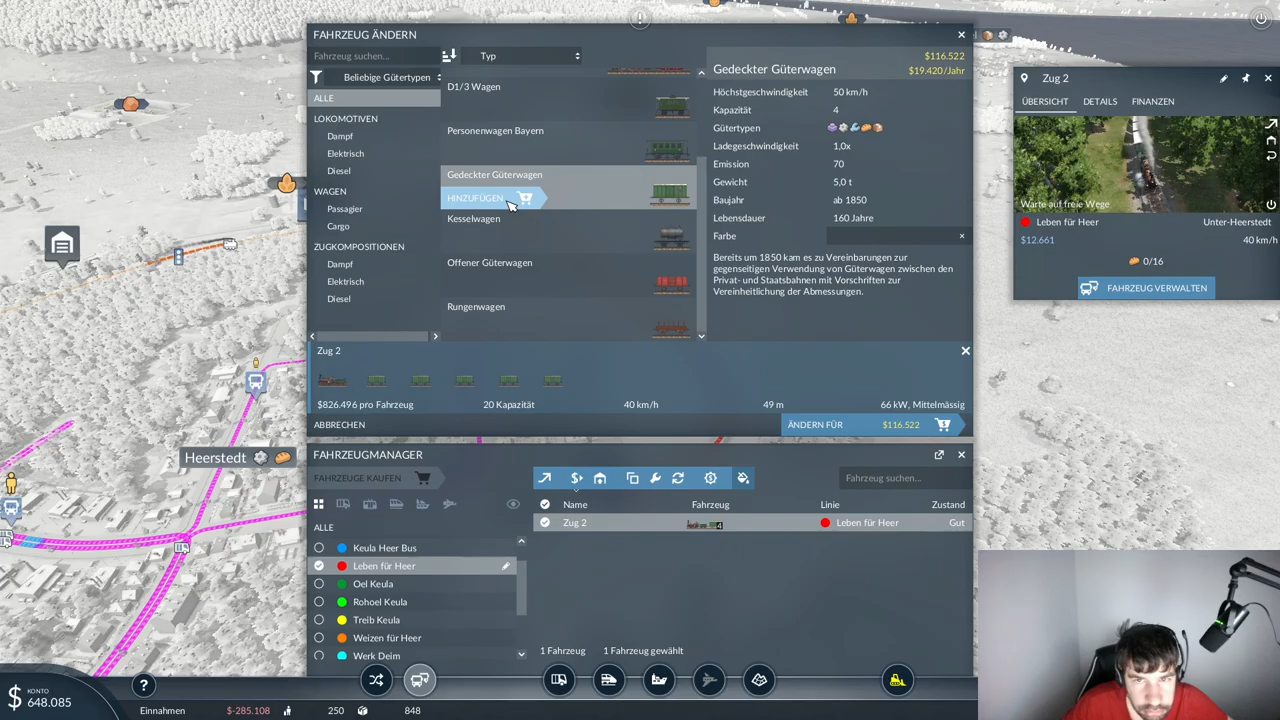 FAHRZEUG ÄNDERN
Fahrzeug suchen...
Typ
Beliebige Gütertypen
ALLE
LOKOMOTIVEN
Dampf
Elektrisch
Diesel
WAGEN
Passagier
Cargo
ZUGKOMPOSITIONEN
Dampf
Elektrisch
Diesel
D1/3 Wagen
Personenwagen Bayern
Gedeckter Güterwagen
HINZUFÜGEN
Kesselwagen
Offener Güterwagen
Rungenwagen
$116.522
Gedeckter Güterwagen
$19.420/Jahr
Höchstgeschwindigkeit 50 km/h
Kapazität 4
Gütertypen
Ladegeschwindigkeit 1,0x
Emission 70
Gewicht 5,0 t
Baujahr ab 1850
Lebensdauer 160 Jahre
Farbe
Bereits um 1850 kam es zu Vereinbarungen zur
gegenseitigen Verwendung von Güterwagen zwischen den
Privat- und Staatsbahnen mit Vorschriften zur
Vereinheitlichung der Abmessungen.
Zug 2
$826.496 pro Fahrzeug 20 Kapazität 40 km/h 49 m 66 kW, Mittelmässig
ABBRECHEN
ÄNDERN FÜR $116.522
Zug 2
ÜBERSICHT DETAILS FINANZEN
Warte auf freie Wege
Leben für Heer Unter-Heerstedt
$12.661 40 km/h
0/16
FAHRZEUG VERWALTEN
Heerstedt
FAHRZEUGMANAGER
FAHRZEUGE KAUFEN
Fahrzeug suchen...
ALLE
Keula Heer Bus
Leben für Heer
Oel Keula
Rohoel Keula
Treib Keula
Weizen für Heer
Werk Deim
Name Fahrzeug Linie Zustand
Zug 2 4 Leben für Heer Gut
1 Fahrzeug 1 Fahrzeug gewählt
$ KONTO
648.085
?
Einnahmen $-285.108 250 848